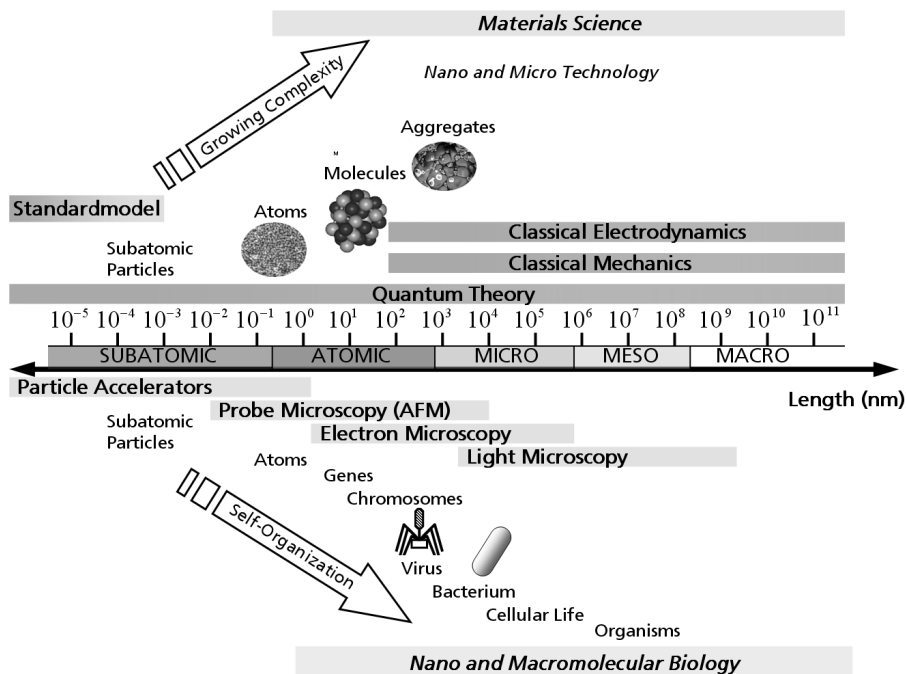 Materials Science
Nano and Micro Technology
Growing Complexity
Aggregates
Molecules
Standardmodel
Atoms
Classical Electrodynamics
Subatomic
Particles
Classical Mechanics
Quantum Theory
10⁻⁵ 10⁻⁴ 10⁻³ 10⁻² 10⁻¹ 10⁰ 10¹ 10² 10³ 10⁴ 10⁵ 10⁶ 10⁷ 10⁸ 10⁹ 10¹⁰ 10¹¹
SUBATOMIC ATOMIC MICRO MESO MACRO
Particle Accelerators
Length (nm)
Probe Microscopy (AFM)
Subatomic
Particles
Electron Microscopy
Light Microscopy
Atoms
Genes
Chromosomes
Self-Organization
Virus
Bacterium
Cellular Life
Organisms
Nano and Macromolecular Biology